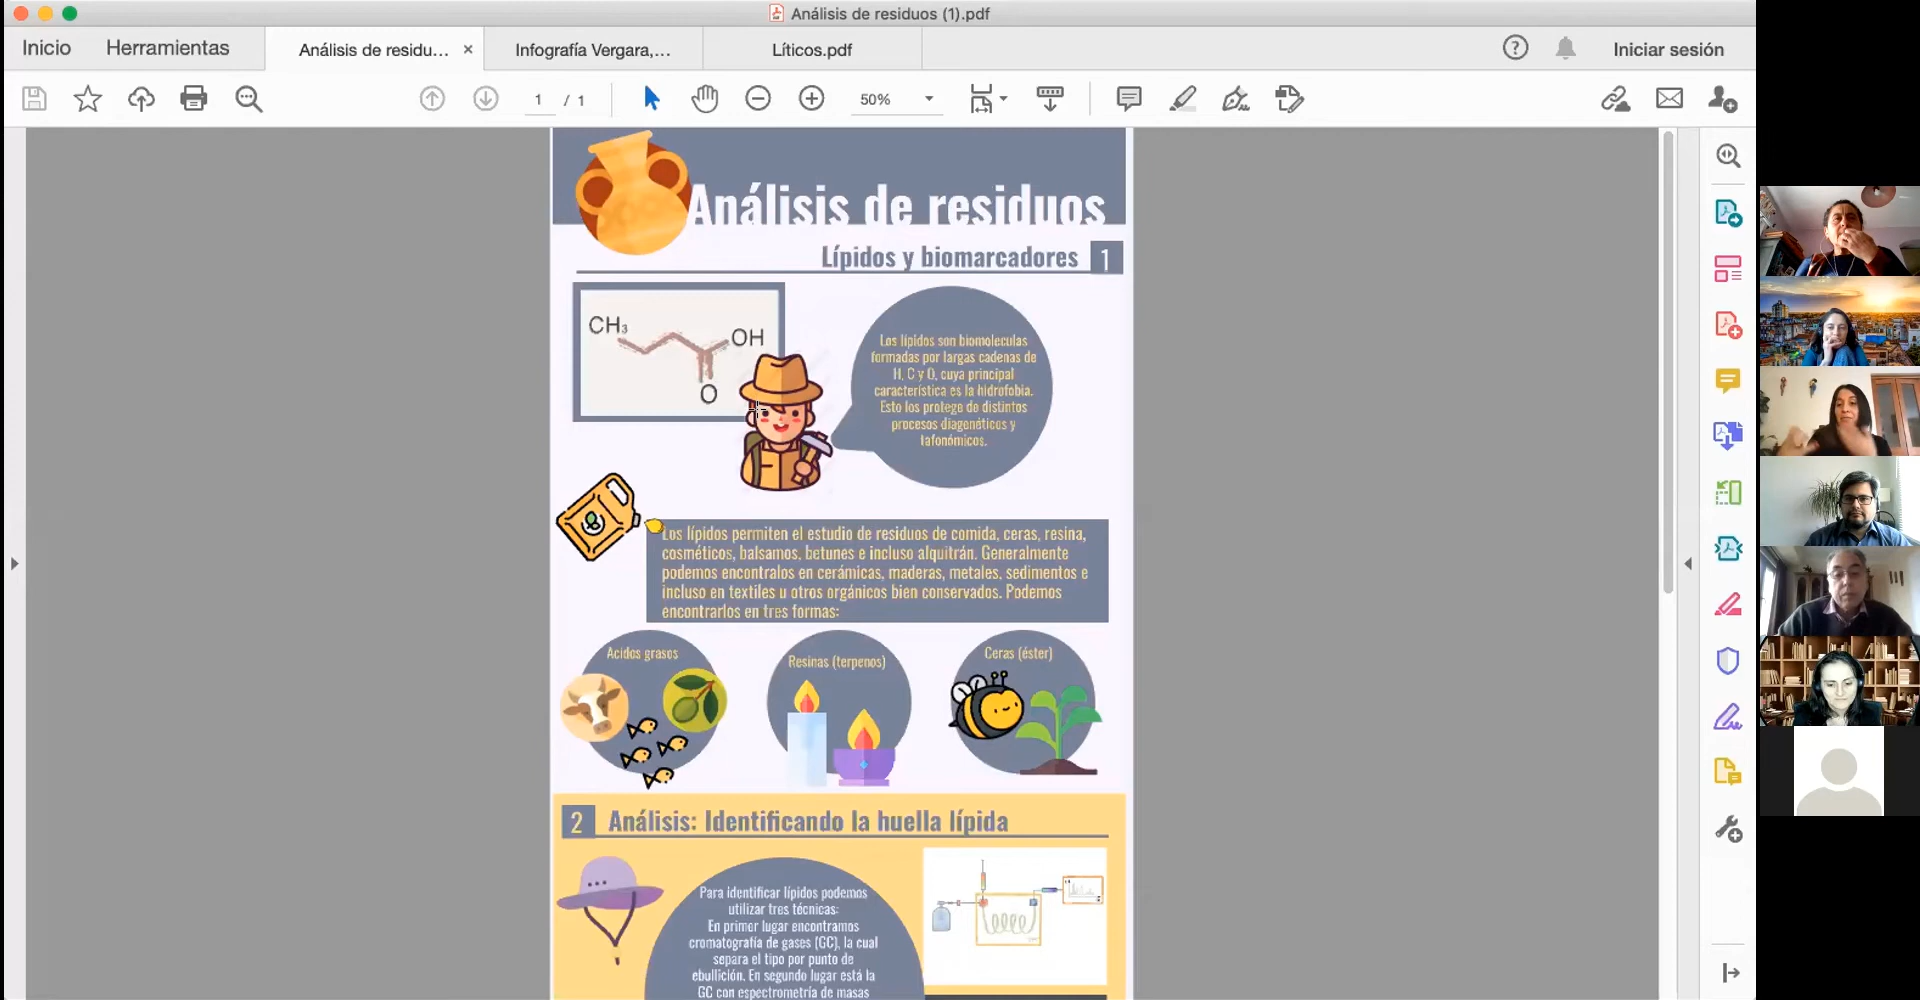 Análisis de residuos (1).pdf
Inicio
Herramientas
Análisis de residu...
Infografía Vergara,...
Líticos.pdf
Iniciar sesión
1 / 1
50%
Análisis de residuos
Lípidos y biomarcadores 1
CH3
OH
O
Los lípidos son biomoleculas
formadas por largas cadenas de
H, C y O, cuya principal
característica es la hidrofobia.
Esto los protege de distintos
procesos diagenéticos y
tafonómicos.
Los lípidos permiten el estudio de residuos de comida, ceras, resina,
cosméticos, balsamos, betunes e incluso alquitrán. Generalmente
podemos encontralos en cerámicas, maderas, metales, sedimentos e
incluso en textiles u otros orgánicos bien conservados. Podemos
encontrarlos en tres formas:
Acidos grasos
Resinas (terpenos)
Ceras (éster)
2 Análisis: Identificando la huella lípida
Para identificar lípidos podemos
utilizar tres técnicas:
En primer lugar encontramos
cromatografía de gases (GC), la cual
separa el tipo por punto de
ebullición. En segundo lugar está la
GC con espectrometría de masas